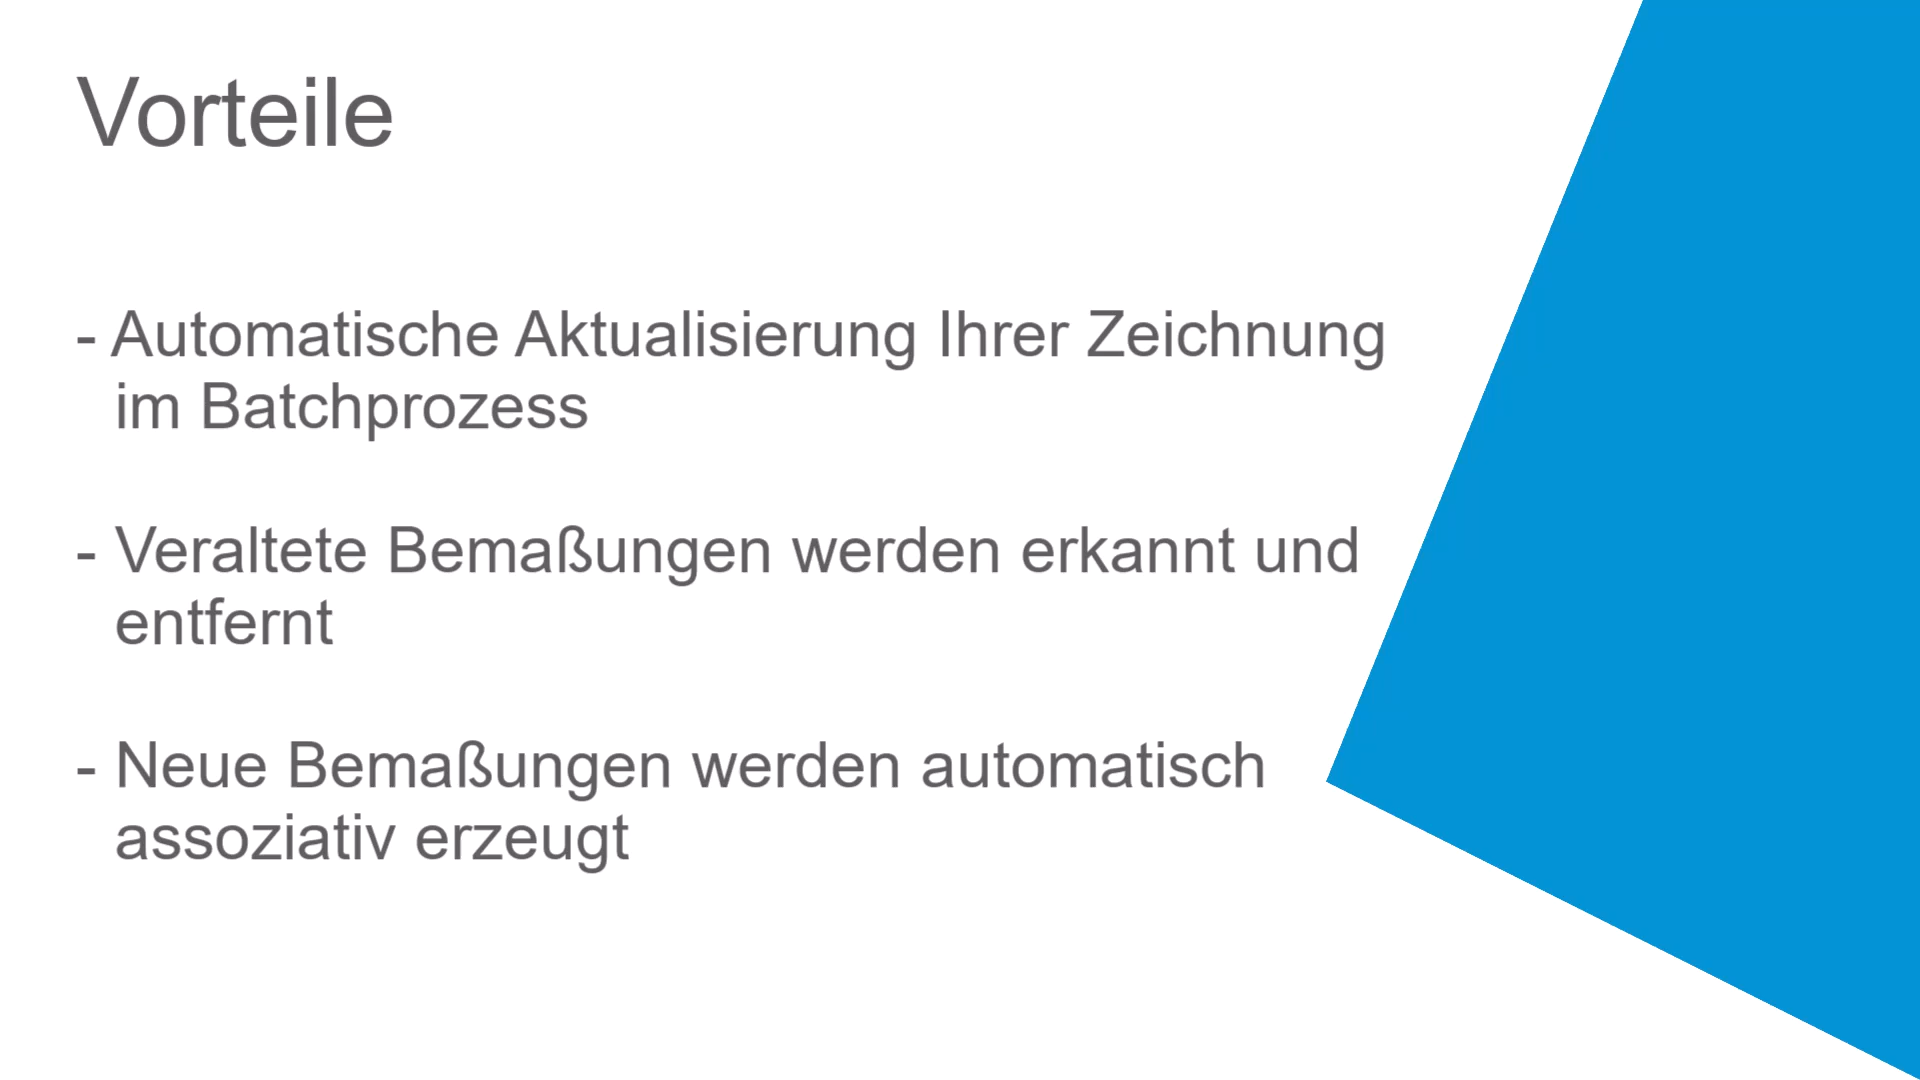 Vorteile
- Automatische Aktualisierung Ihrer Zeichnung
im Batchprozess
- Veraltete Bemaßungen werden erkannt und
entfernt
- Neue Bemaßungen werden automatisch
assoziativ erzeugt